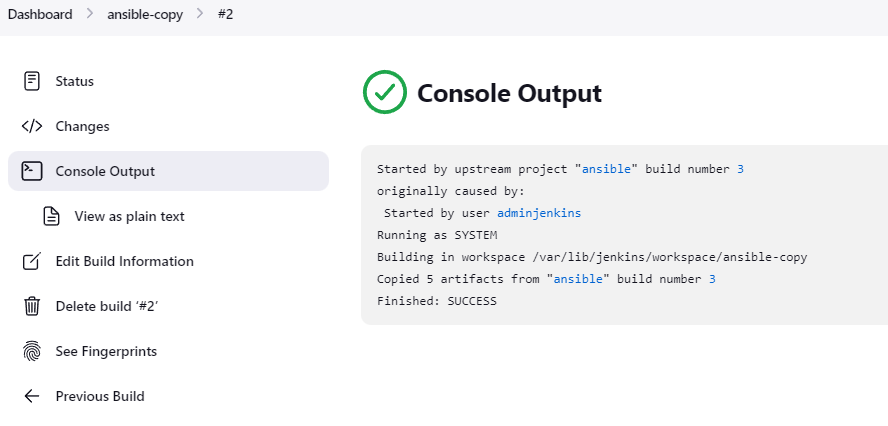 Dashboard > ansible-copy > #2
Status
Changes
Console Output
View as plain text
Edit Build Information
Delete build ‘#2’
See Fingerprints
Previous Build
Console Output
Started by upstream project "ansible" build number 3
originally caused by:
 Started by user adminjenkins
Running as SYSTEM
Building in workspace /var/lib/jenkins/workspace/ansible-copy
Copied 5 artifacts from "ansible" build number 3
Finished: SUCCESS